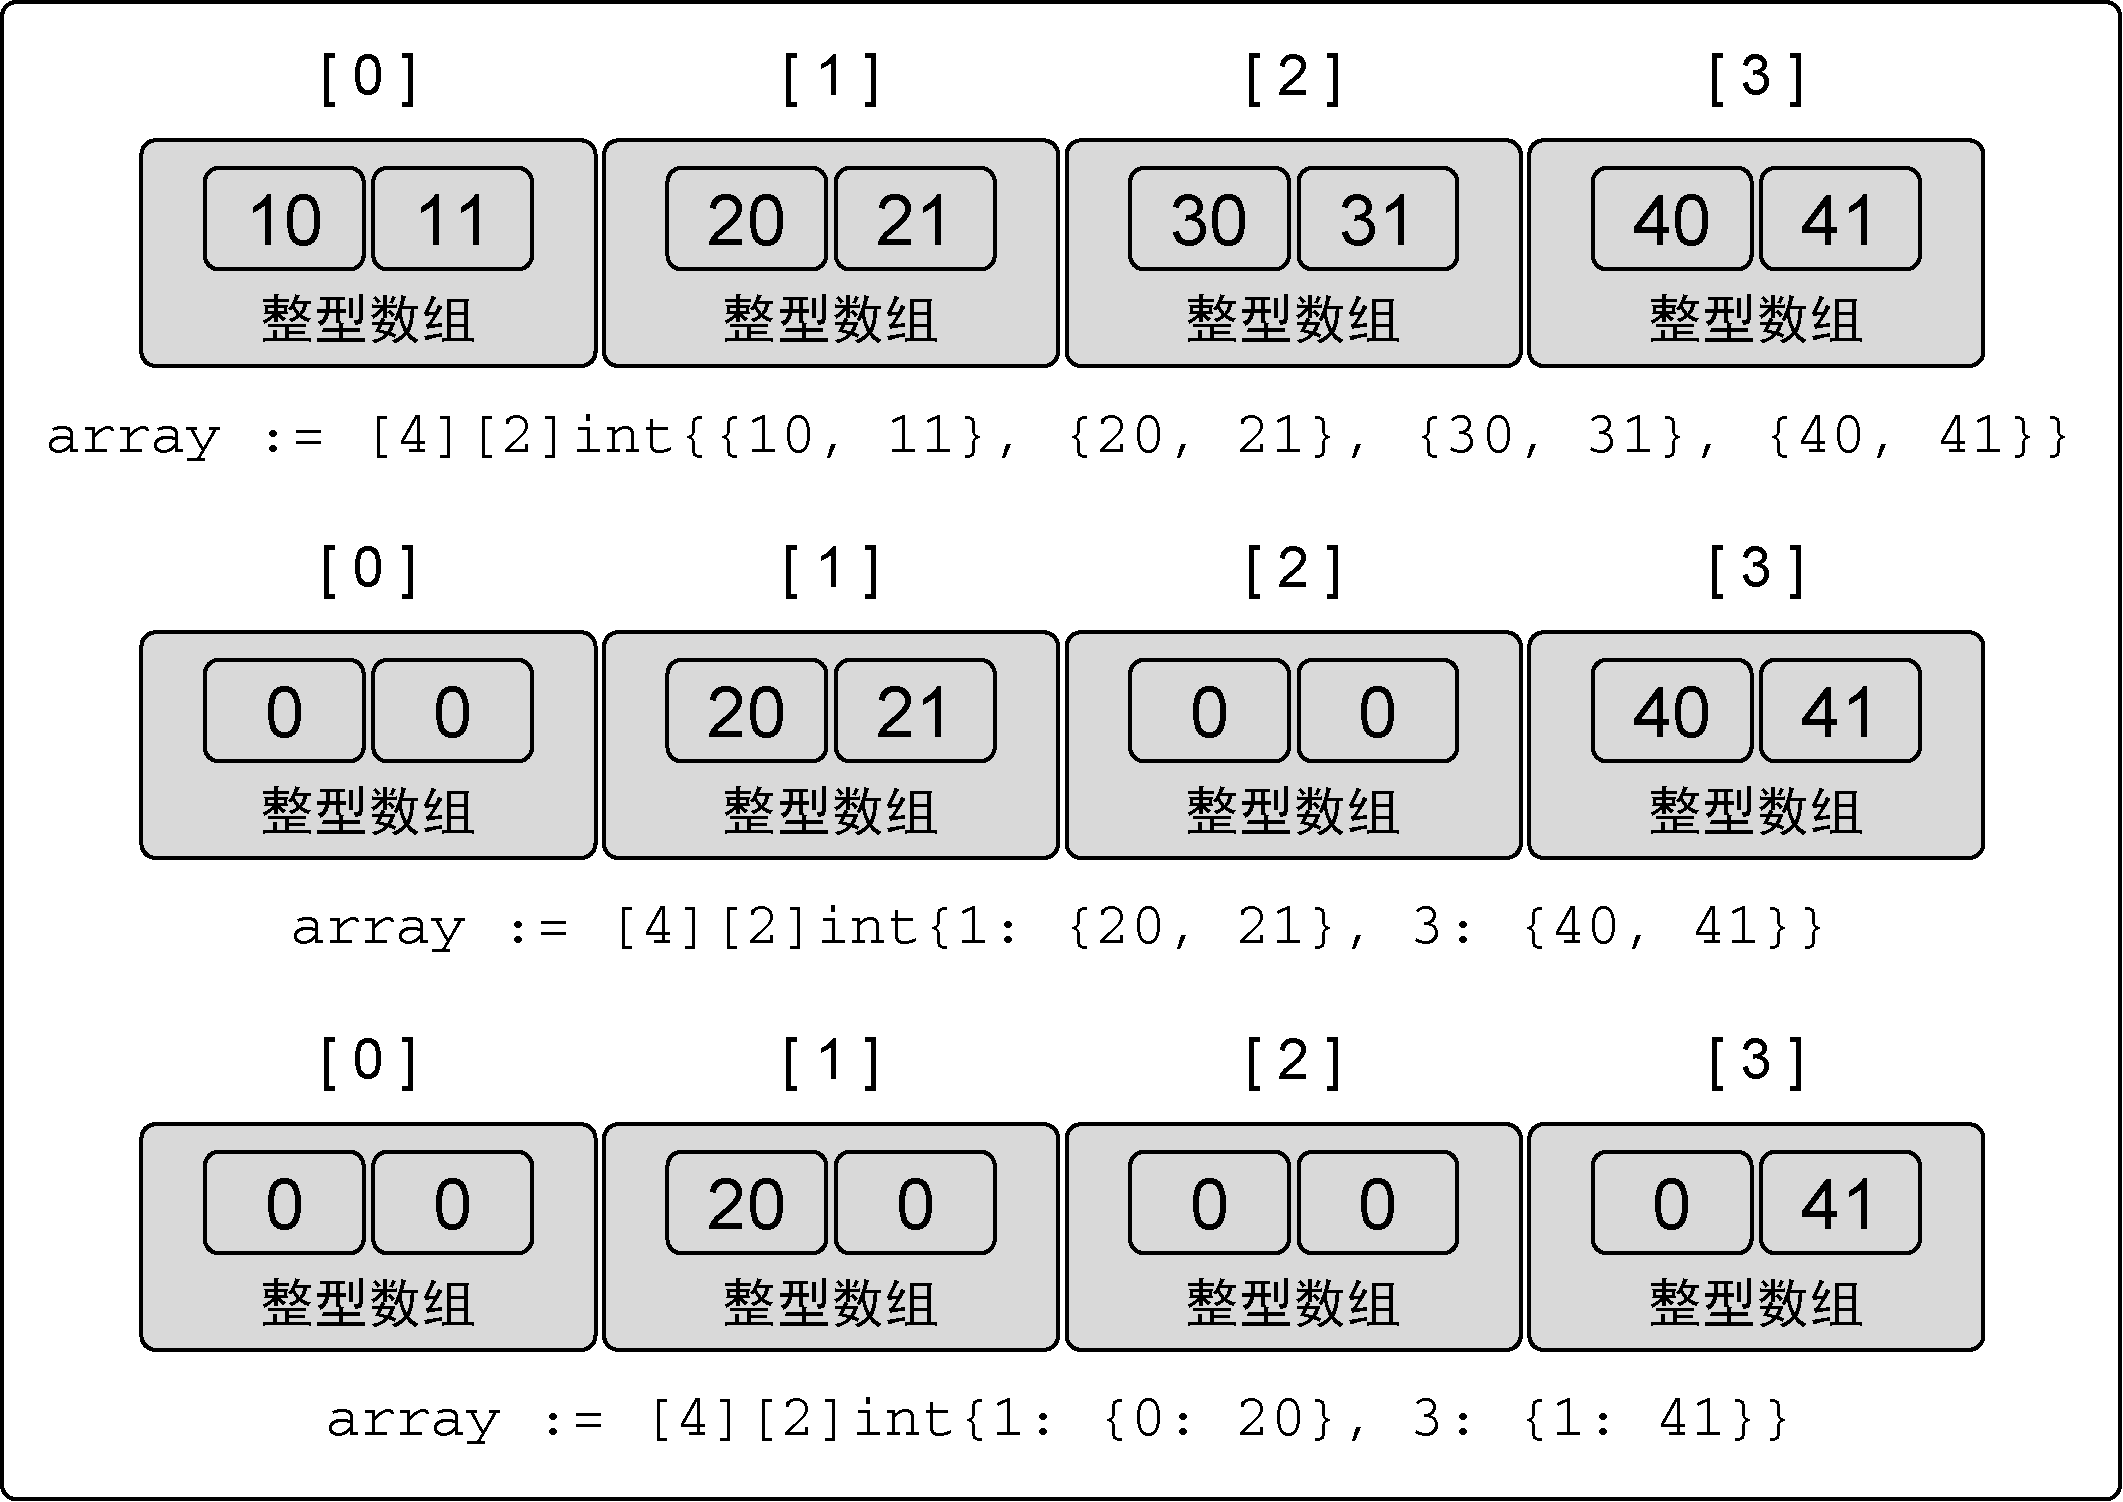 [0] [1] [2] [3]
10 11 20 21 30 31 40 41
整型数组 整型数组 整型数组 整型数组
array := [4][2]int{{10, 11}, {20, 21}, {30, 31}, {40, 41}}
[0] [1] [2] [3]
0 0 20 21 0 0 40 41
整型数组 整型数组 整型数组 整型数组
array := [4][2]int{1: {20, 21}, 3: {40, 41}}
[0] [1] [2] [3]
0 0 20 0 0 0 0 41
整型数组 整型数组 整型数组 整型数组
array := [4][2]int{1: {0: 20}, 3: {1: 41}}